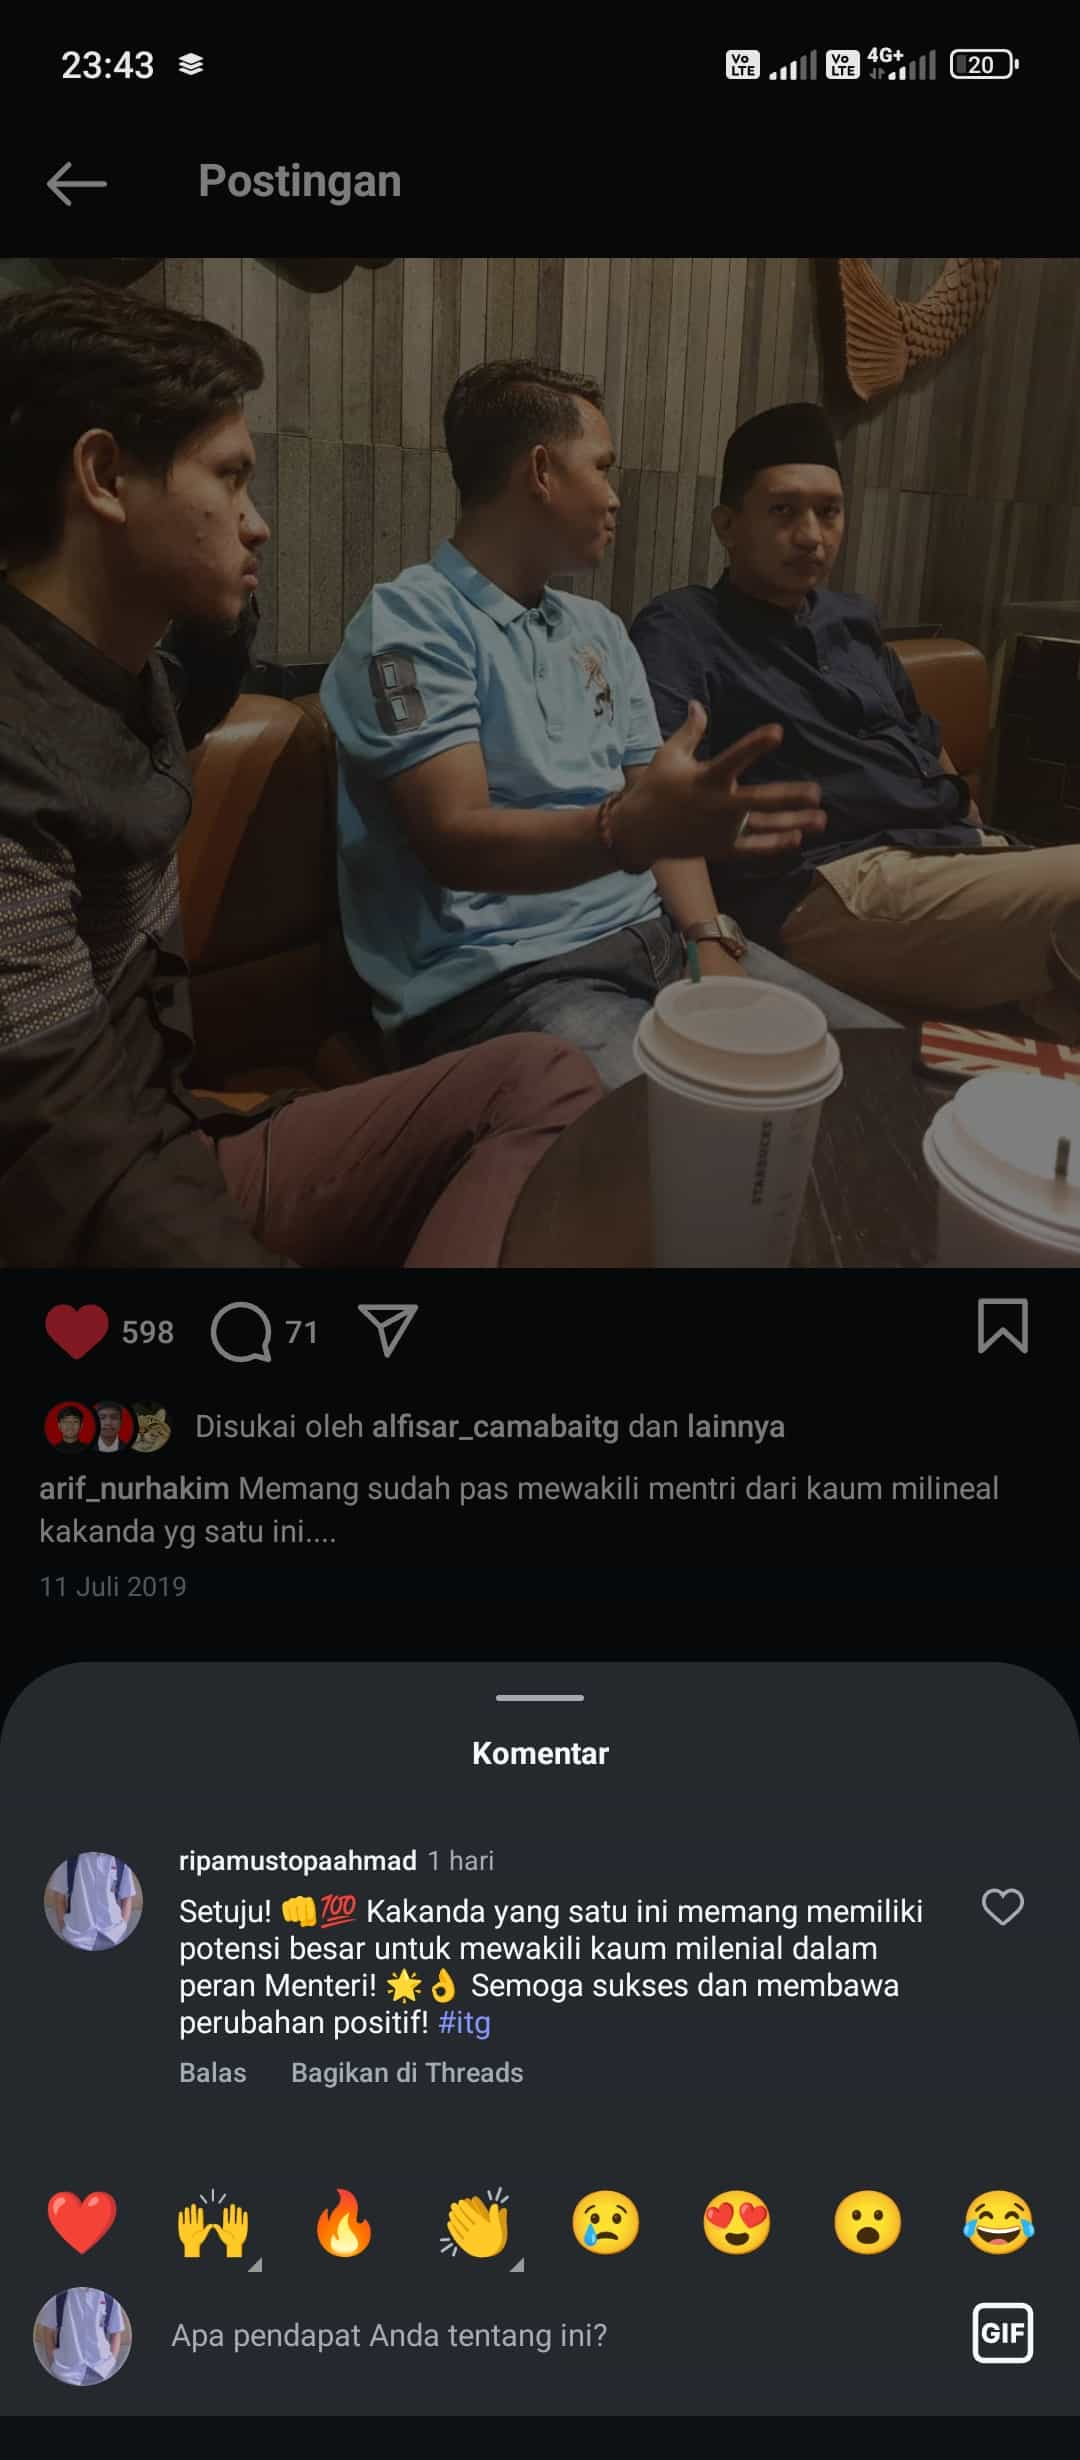 23:43
Vo LTE
Vo LTE
4G+
20
Postingan
8
STARBUCKS
598
71
Disukai oleh alfisar_camabaitg dan lainnya
arif_nurhakim Memang sudah pas mewakili mentri dari kaum milineal
kakanda yg satu ini....
11 Juli 2019
Komentar
ripamustopaahmad 1 hari
Setuju! 👊💯 Kakanda yang satu ini memang memiliki
potensi besar untuk mewakili kaum milenial dalam
peran Menteri! 🌟👌 Semoga sukses dan membawa
perubahan positif! #itg
Balas Bagikan di Threads
Apa pendapat Anda tentang ini?
GIF